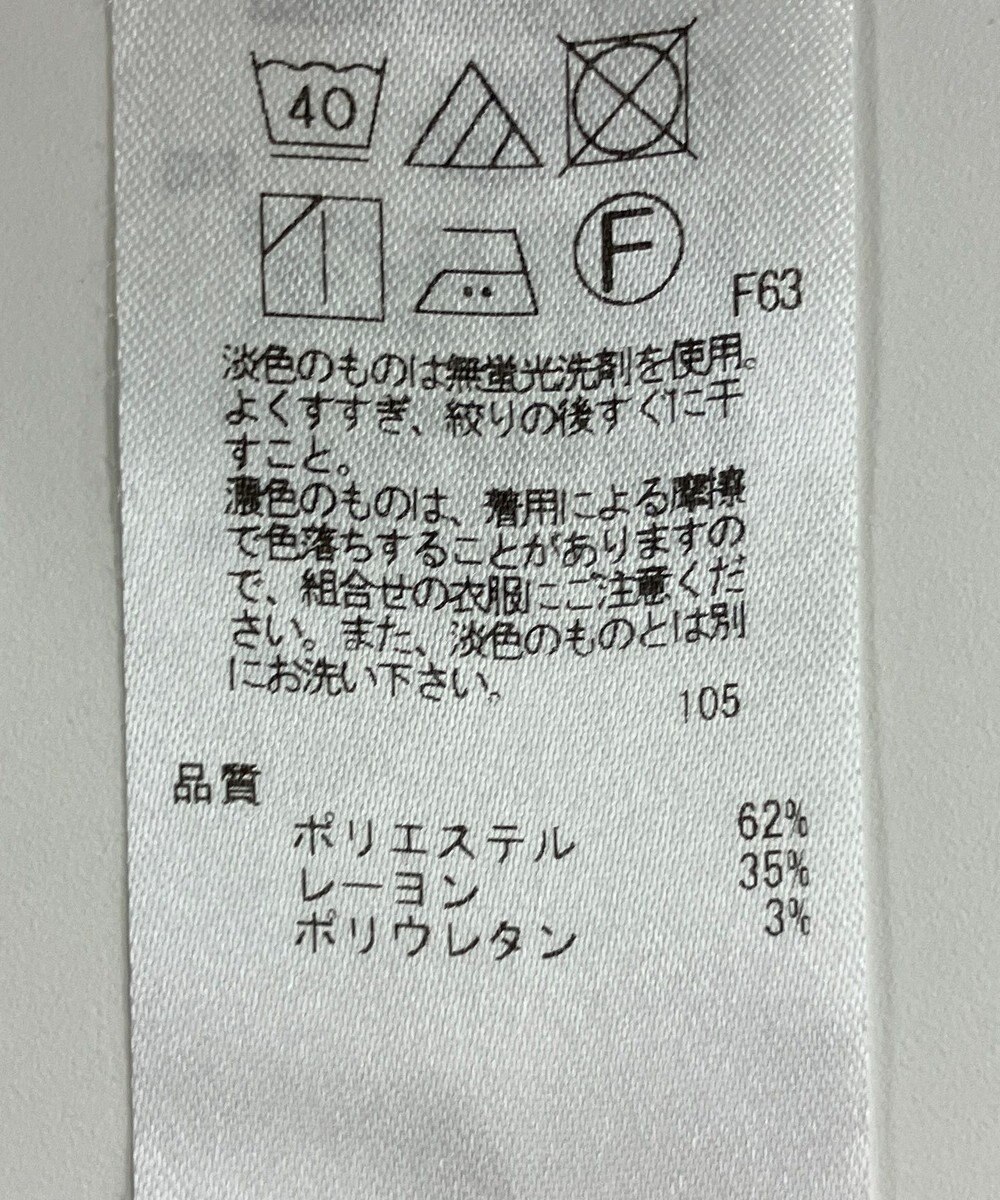 40
F
F63
淡色のものは無蛍光洗剤を使用。
よくすすぎ、絞りの後すぐに干
すこと。
濃色のものは、着用による摩擦
で色落ちすることがありますの
で、組合せの衣服にご注意くだ
さい。また、淡色のものとは別
にお洗い下さい。
105
品質
ポリエステル 62%
レーヨン 35%
ポリウレタン 3%